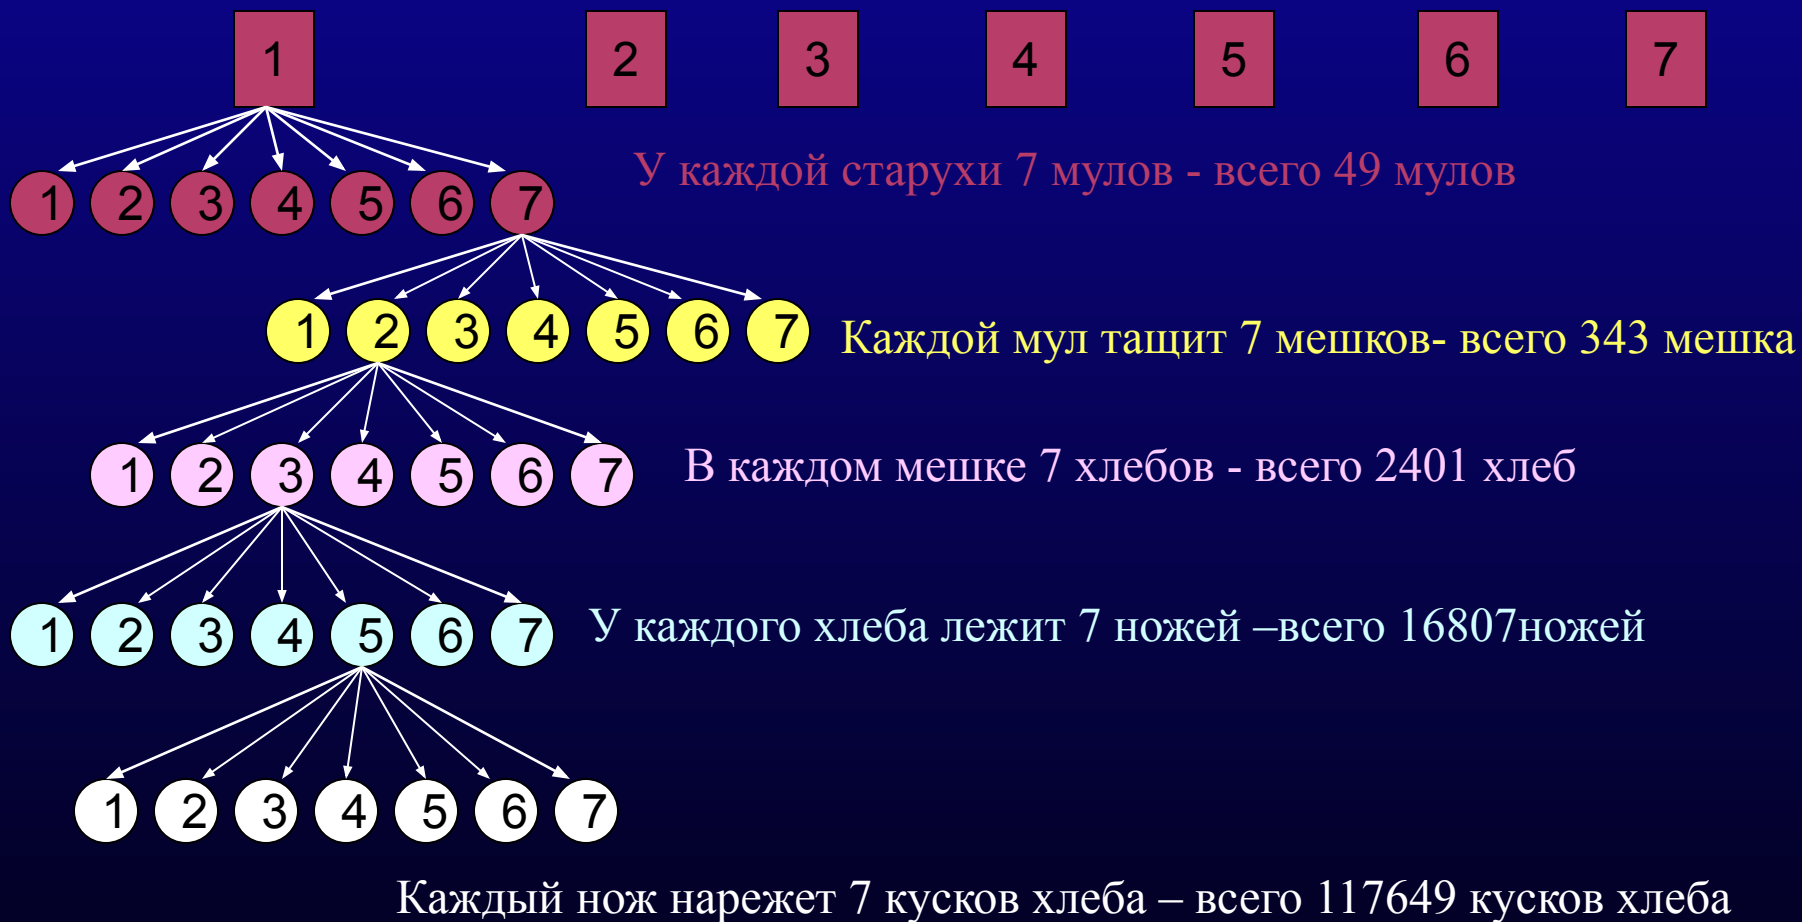 1 2 3 4 5 6 7
У каждой старухи 7 мулов - всего 49 мулов
1 2 3 4 5 6 7
1 2 3 4 5 6 7
Каждой мул тащит 7 мешков- всего 343 мешка
1 2 3 4 5 6 7
В каждом мешке 7 хлебов - всего 2401 хлеб
1 2 3 4 5 6 7
У каждого хлеба лежит 7 ножей –всего 16807ножей
1 2 3 4 5 6 7
Каждый нож нарежет 7 кусков хлеба – всего 117649 кусков хлеба